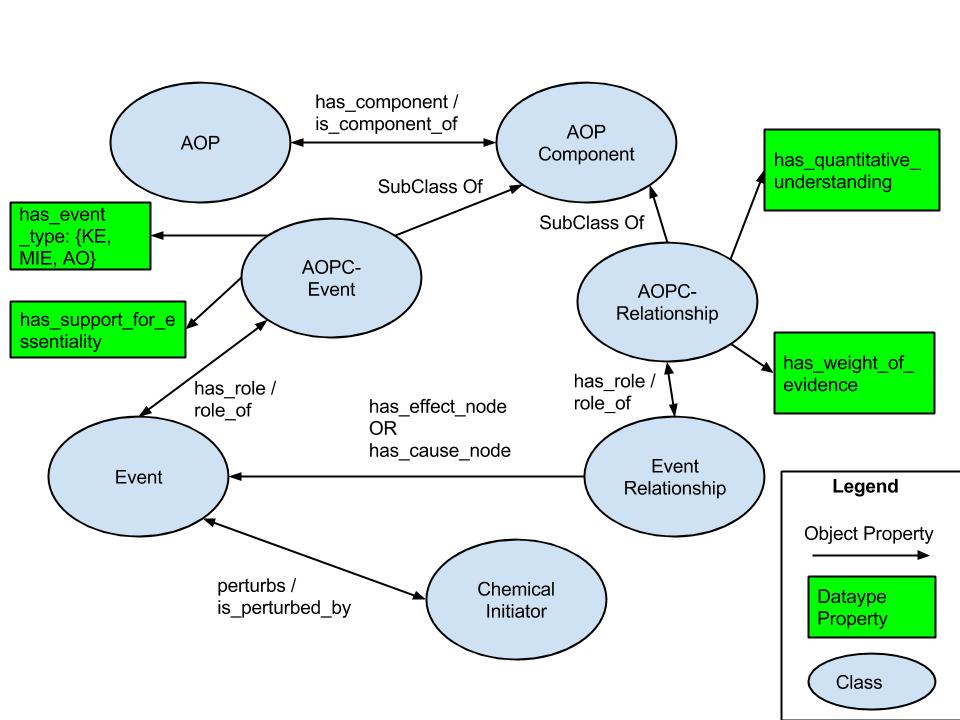 has_component /
is_component_of
AOP
AOP
Component
has_quantitative_
understanding
SubClass Of
SubClass Of
has_event
_type: {KE,
MIE, AO}
AOPC-
Event
AOPC-
Relationship
has_support_for_e
ssentiality
has_weight_of_
evidence
has_role /
role_of
has_role /
role_of
has_effect_node
OR
has_cause_node
Event
Event
Relationship
Legend
Object Property
perturbs /
is_perturbed_by
Chemical
Initiator
Dataype
Property
Class